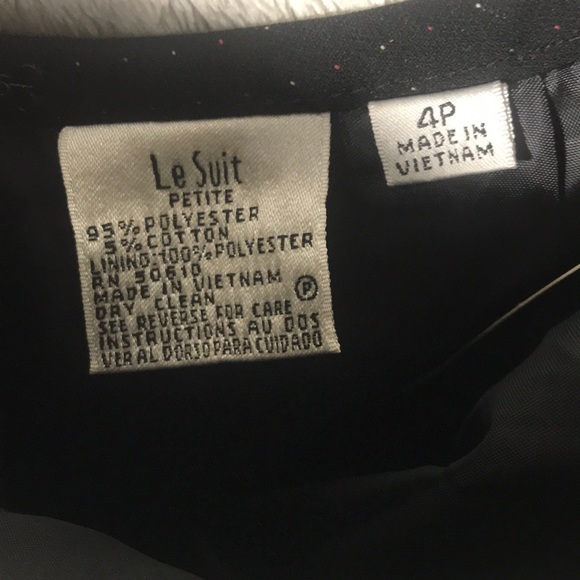 Le Suit
PETITE
95% POLYESTER
5% COTTON
LINING:100% POLYESTER
RN 50610
MADE IN VIETNAM
DRY CLEAN Ⓟ
SEE REVERSE FOR CARE
INSTRUCTIONS AU DOS
VER AL DORSO PARA CUIDADO
4P
MADE IN
VIETNAM